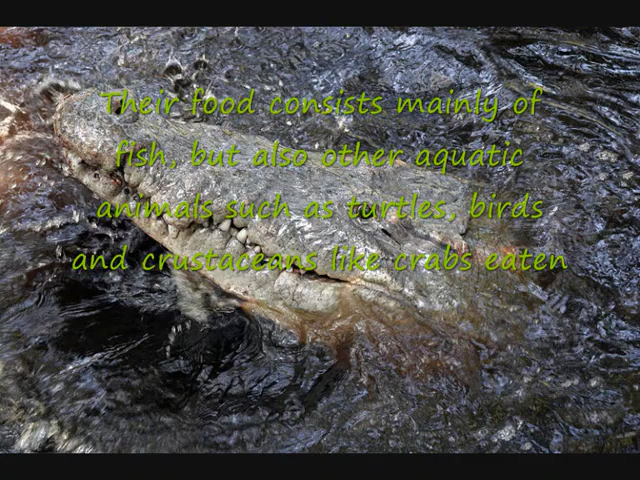 Their food consists mainly of
fish, but also other aquatic
animals such as turtles, birds
and crustaceans like crabs eaten